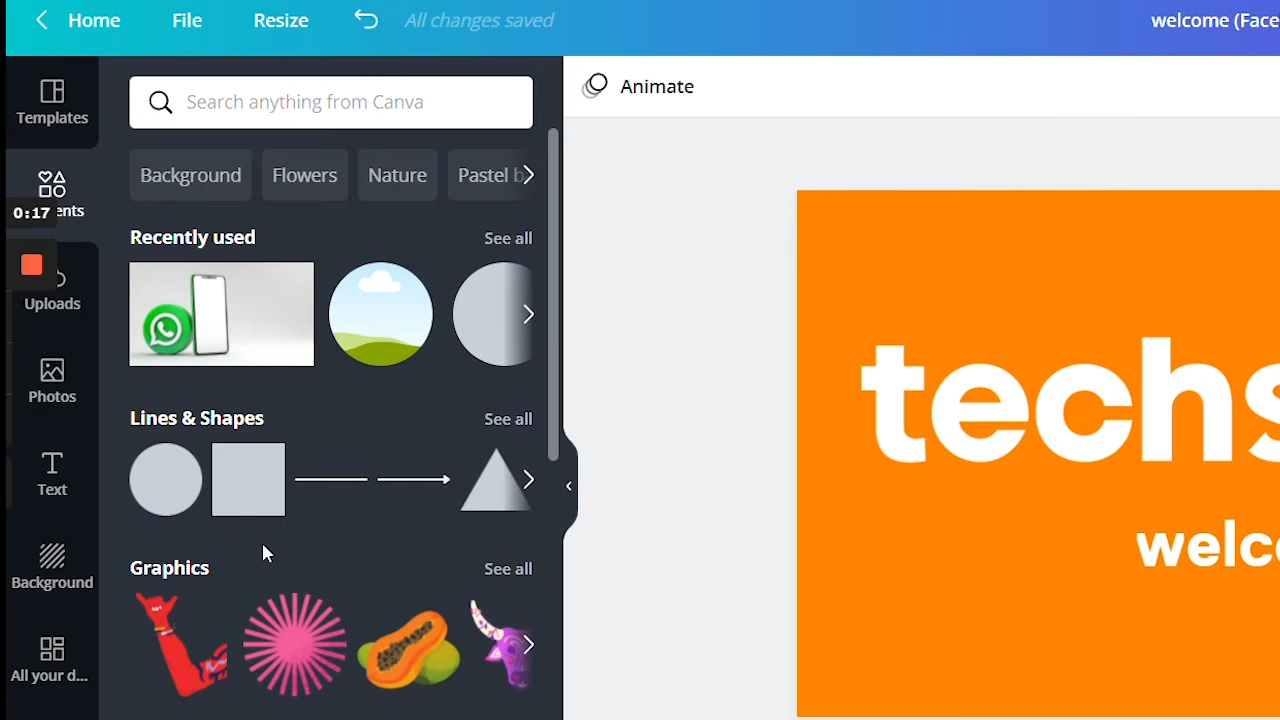 Home File Resize All changes saved welcome (Face
Templates
Search anything from Canva
Animate
Background Flowers Nature Pastel b
0:17 ents
Recently used See all
Uploads
Photos
Lines & Shapes See all
techs
Text
welco
Background
Graphics See all
All your d...